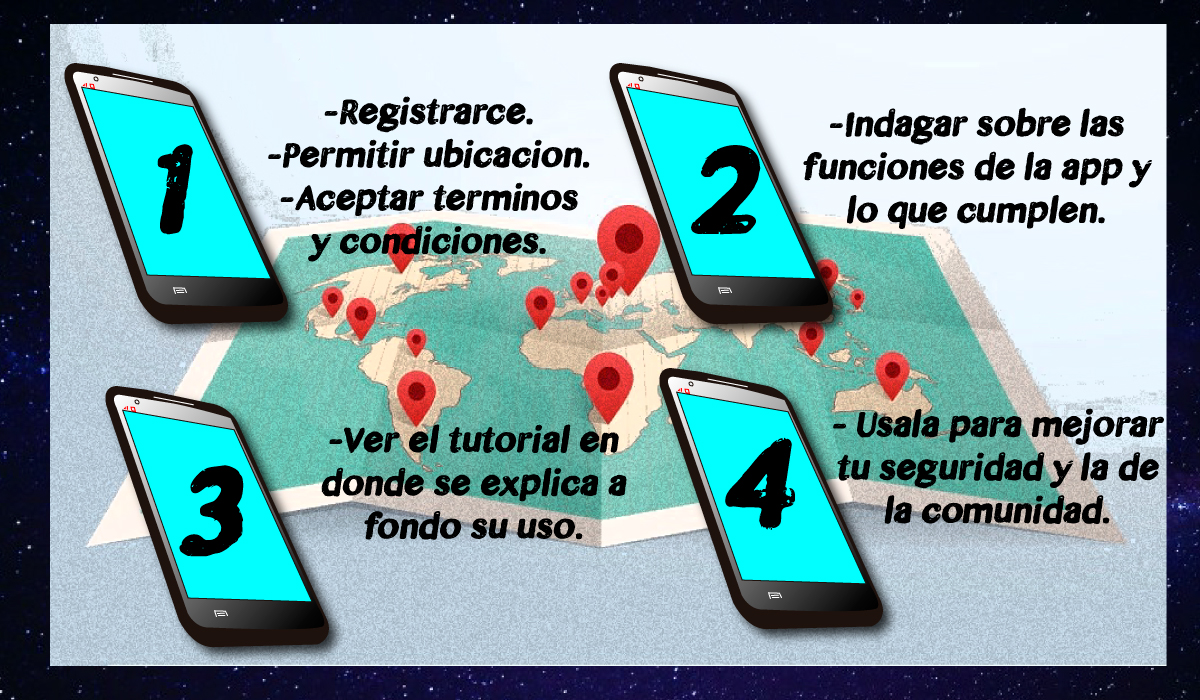 1
-Registrarce.
-Permitir ubicacion.
-Aceptar terminos
y condiciones.
2
-Indagar sobre las
funciones de la app y
lo que cumplen.
3
-Ver el tutorial en
donde se explica a
fondo su uso.
4
- Usala para mejorar
tu seguridad y la de
la comunidad.